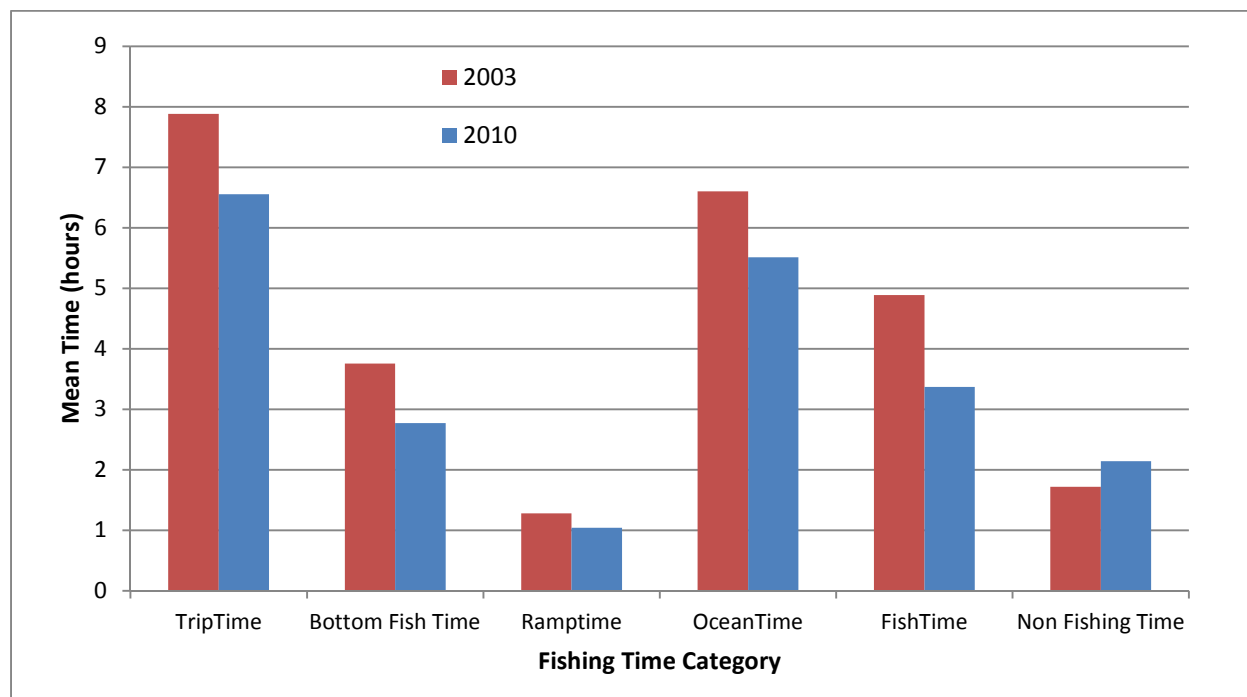 9
8
7
6
5
4
3
2
1
0
Mean Time (hours)
2003
2010
TripTime
Bottom Fish Time
Ramptime
OceanTime
FishTime
Non Fishing Time
Fishing Time Category